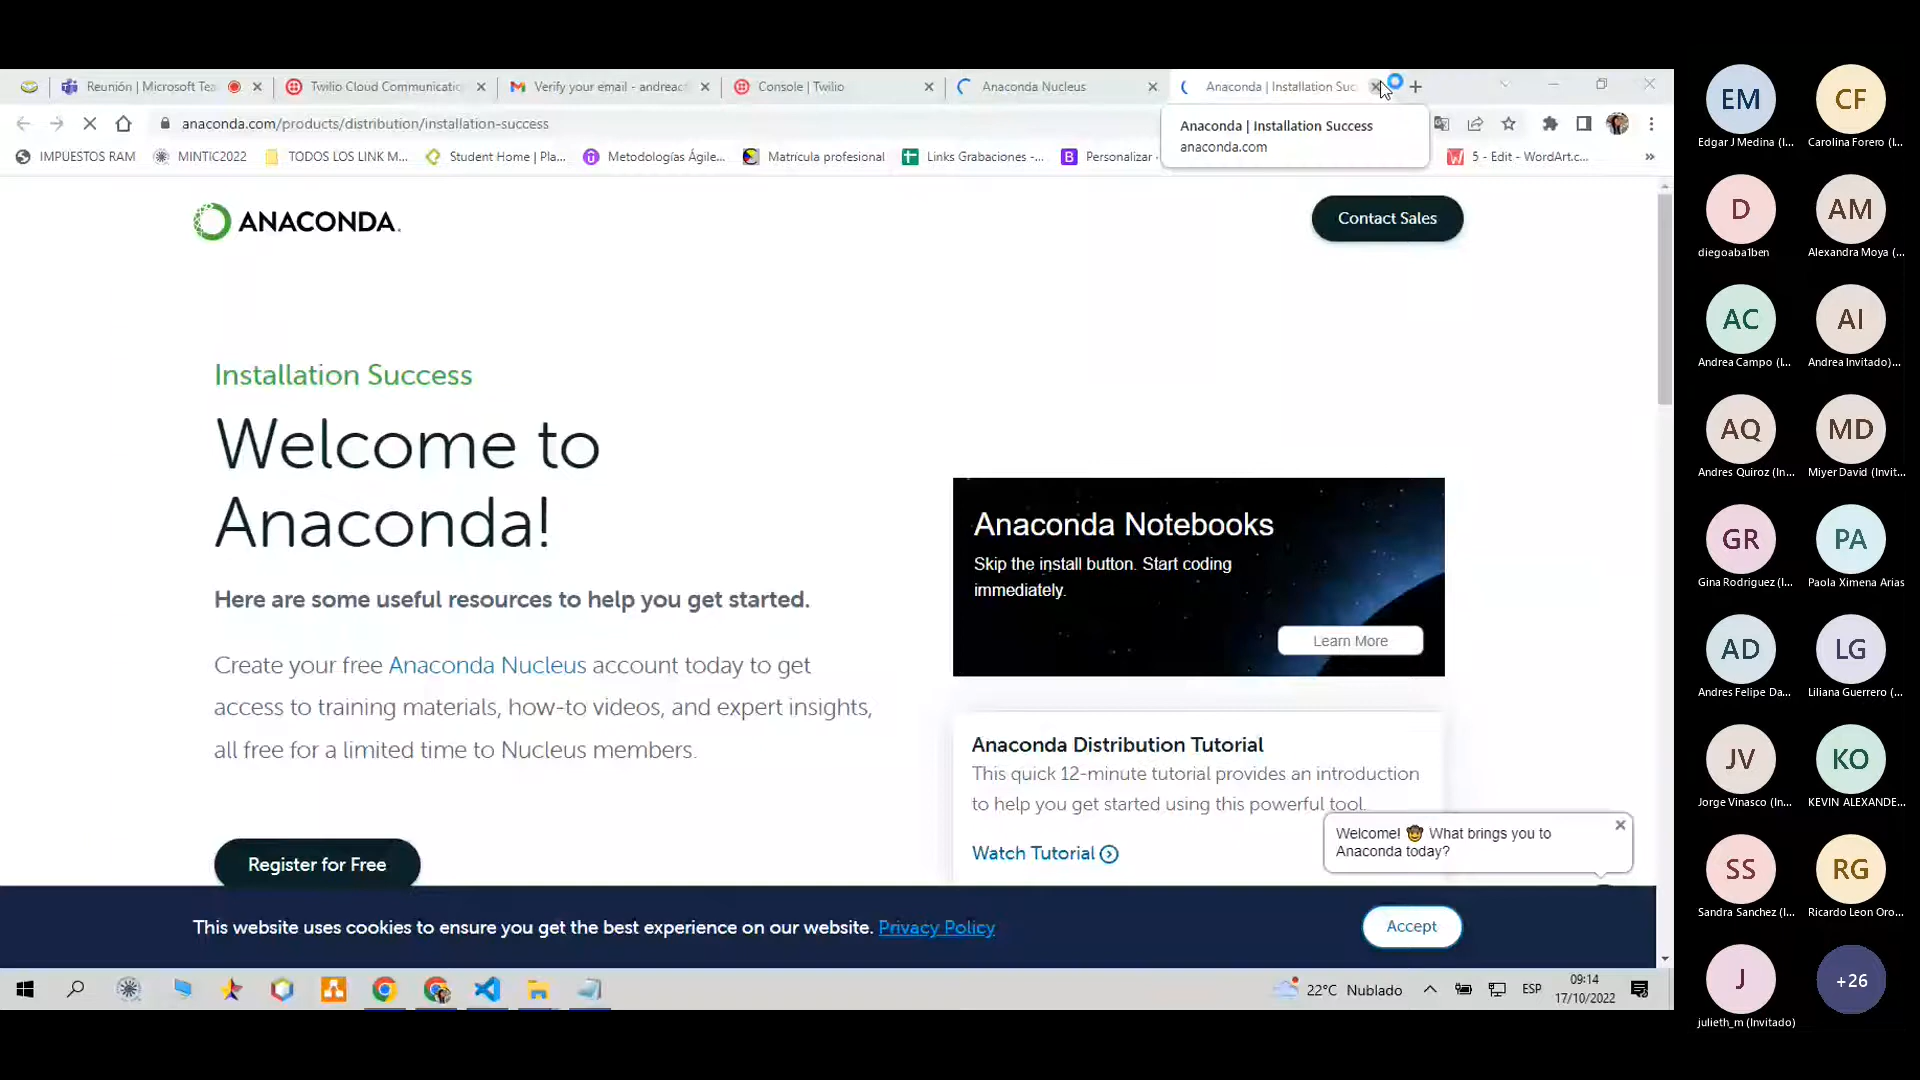 Reunión | Microsoft Tea
Twilio Cloud Communicatio
Verify your email - andreact
Console | Twilio
Anaconda Nucleus
Anaconda | Installation Suc
anaconda.com/products/distribution/installation-success
Anaconda | Installation Success
anaconda.com
IMPUESTOS RAM
MINTIC2022
TODOS LOS LINK M...
Student Home | Pla...
Metodologías Ágile...
Matrícula profesional
Links Grabaciones -...
Personalizar
5 - Edit - WordArt.c...
ANACONDA.
Contact Sales
Installation Success
Welcome to
Anaconda!
Here are some useful resources to help you get started.
Create your free Anaconda Nucleus account today to get
access to training materials, how-to videos, and expert insights,
all free for a limited time to Nucleus members.
Register for Free
Anaconda Notebooks
Skip the install button. Start coding
immediately.
Learn More
Anaconda Distribution Tutorial
This quick 12-minute tutorial provides an introduction
to help you get started using this powerful tool.
Watch Tutorial
Welcome! What brings you to
Anaconda today?
This website uses cookies to ensure you get the best experience on our website. Privacy Policy
Accept
22°C Nublado
ESP
09:14
17/10/2022
EM
Edgar J Medina (I...
CF
Carolina Forero (I...
D
diegoaba1ben
AM
Alexandra Moya (...
AC
Andrea Campo (I...
AI
Andrea Invitado)...
AQ
Andres Quiroz (In...
MD
Miyer David (Invit...
GR
Gina Rodriguez (I...
PA
Paola Ximena Arias
AD
Andres Felipe Da...
LG
Liliana Guerrero (...
JV
Jorge Vinasco (In...
KO
KEVIN ALEXANDE...
SS
Sandra Sanchez (I...
RG
Ricardo Leon Oro...
J
julieth_m (Invitado)
+26